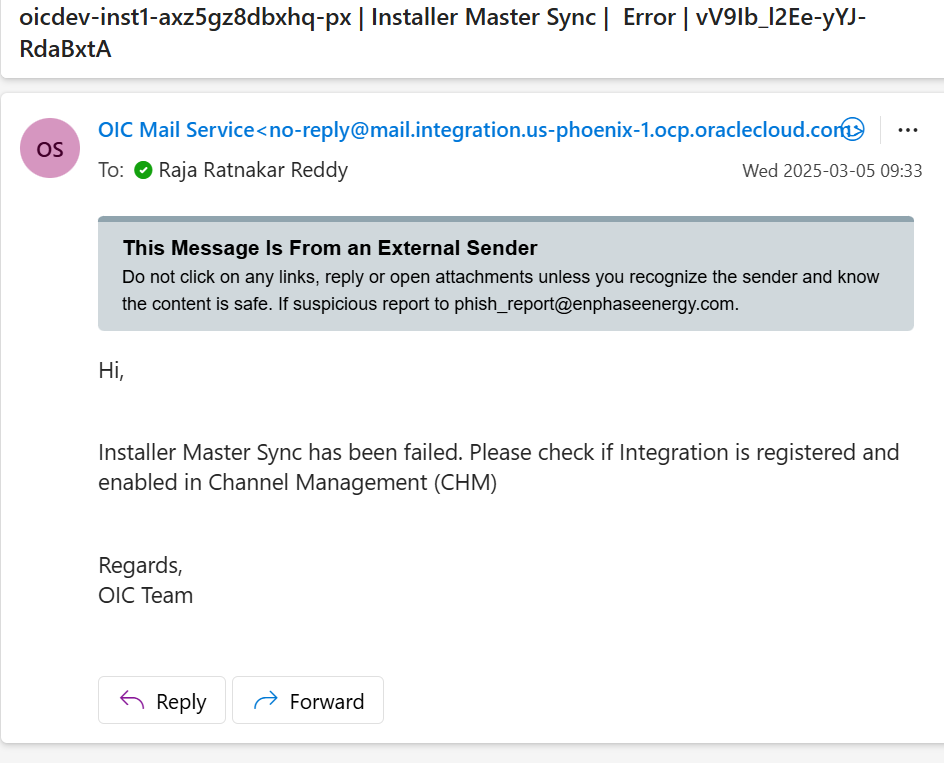 oicdev-inst1-axz5gz8dbxhq-px | Installer Master Sync |  Error | vV9Ib_l2Ee-yYJ-
RdaBxtA
OS
OIC Mail Service<no-reply@mail.integration.us-phoenix-1.ocp.oraclecloud.com>
To: Raja Ratnakar Reddy
Wed 2025-03-05 09:33
This Message Is From an External Sender
Do not click on any links, reply or open attachments unless you recognize the sender and know
the content is safe. If suspicious report to phish_report@enphaseenergy.com.
Hi,
Installer Master Sync has been failed. Please check if Integration is registered and
enabled in Channel Management (CHM)
Regards,
OIC Team
Reply
Forward